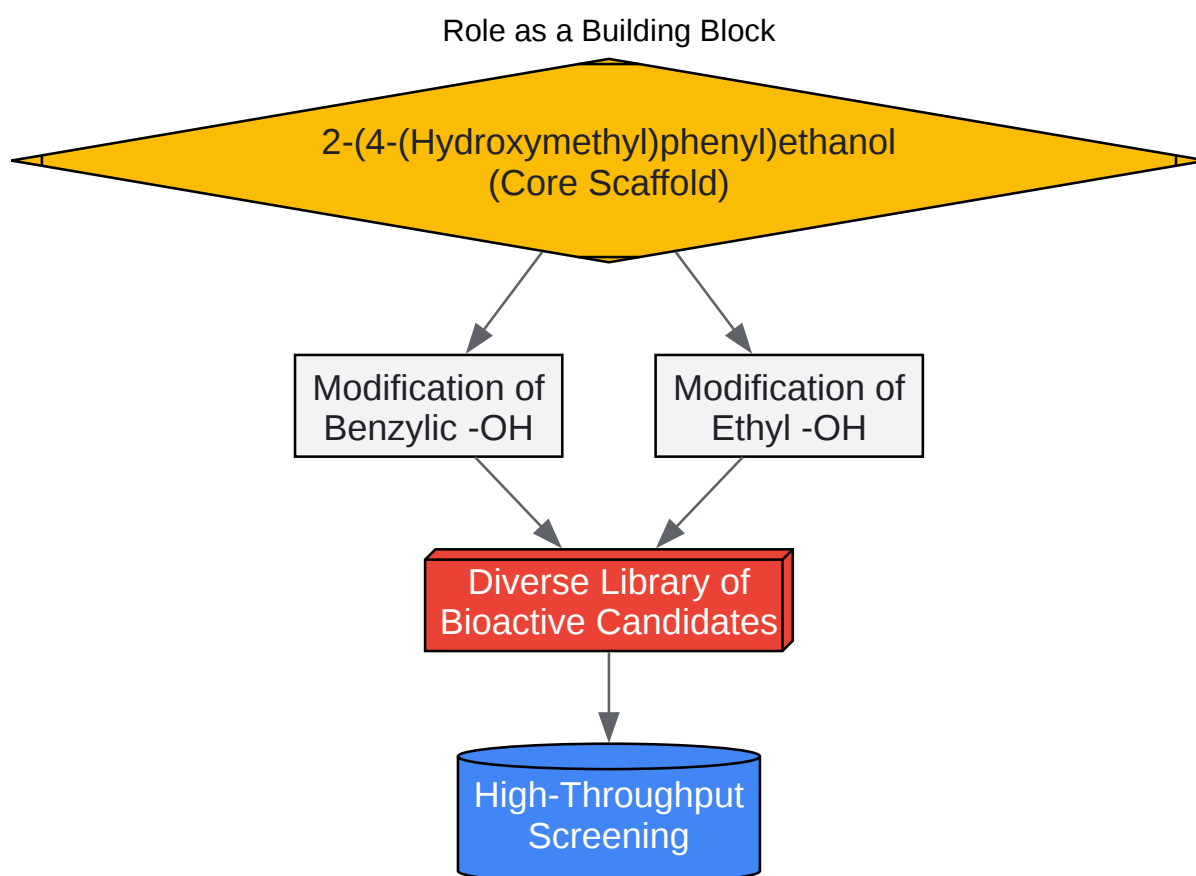 Role as a Building Block
2-(4-(Hydroxymethyl)phenyl)ethanol
(Core Scaffold)
Modification of
Benzylic -OH
Modification of
Ethyl -OH
Diverse Library of
Bioactive Candidates
High-Throughput
Screening